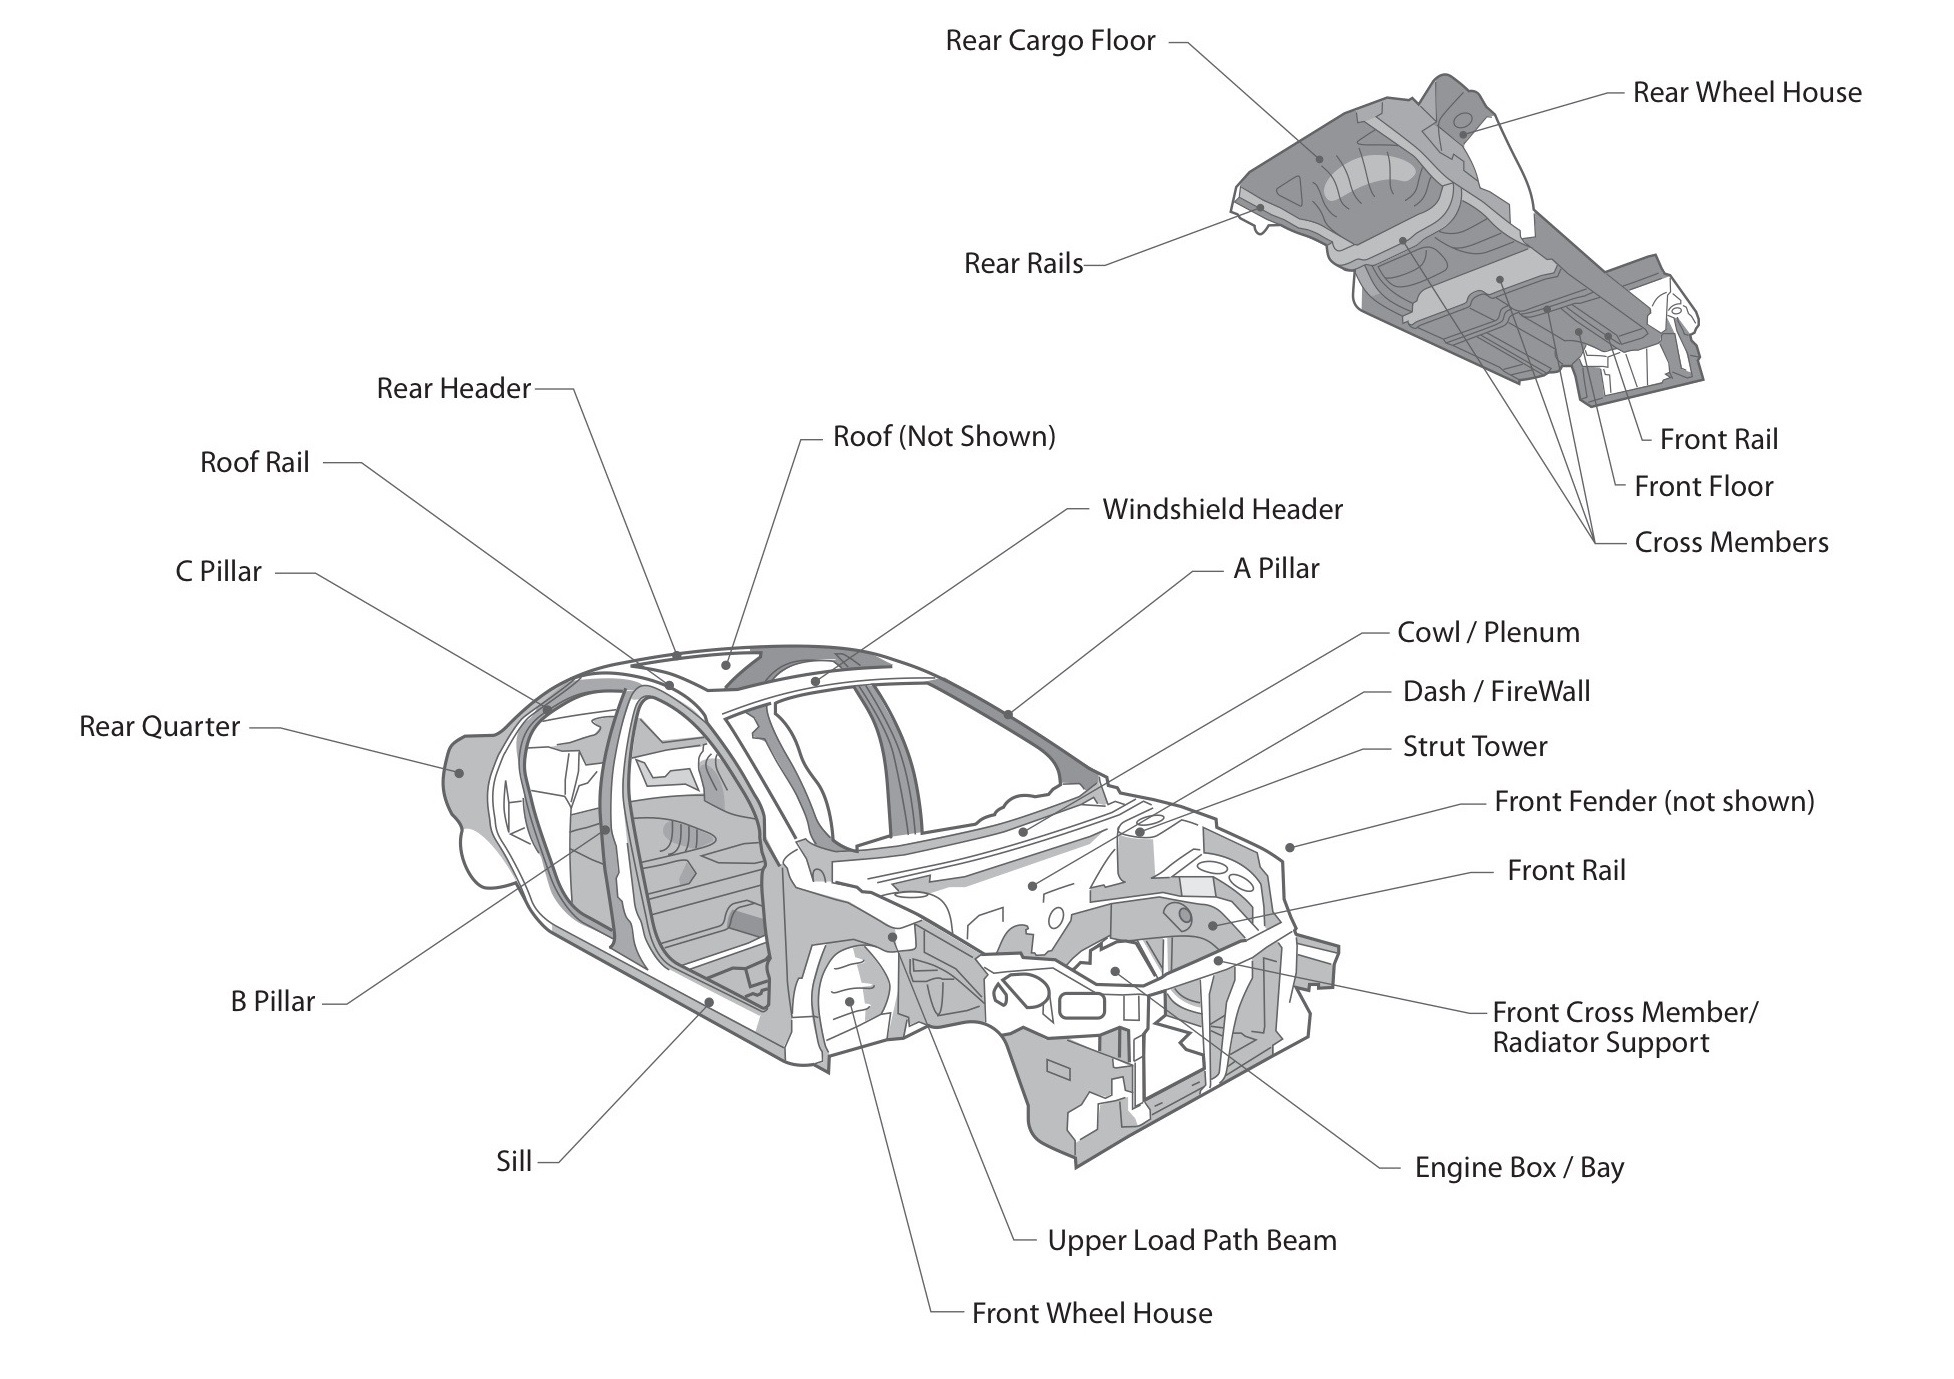 Rear Cargo Floor
Rear Wheel House
Rear Rails
Rear Header
Roof (Not Shown)
Front Rail
Roof Rail
Front Floor
Windshield Header
Cross Members
C Pillar
A Pillar
Cowl / Plenum
Dash / FireWall
Rear Quarter
Strut Tower
Front Fender (not shown)
Front Rail
B Pillar
Front Cross Member/
Radiator Support
Sill
Engine Box / Bay
Upper Load Path Beam
Front Wheel House